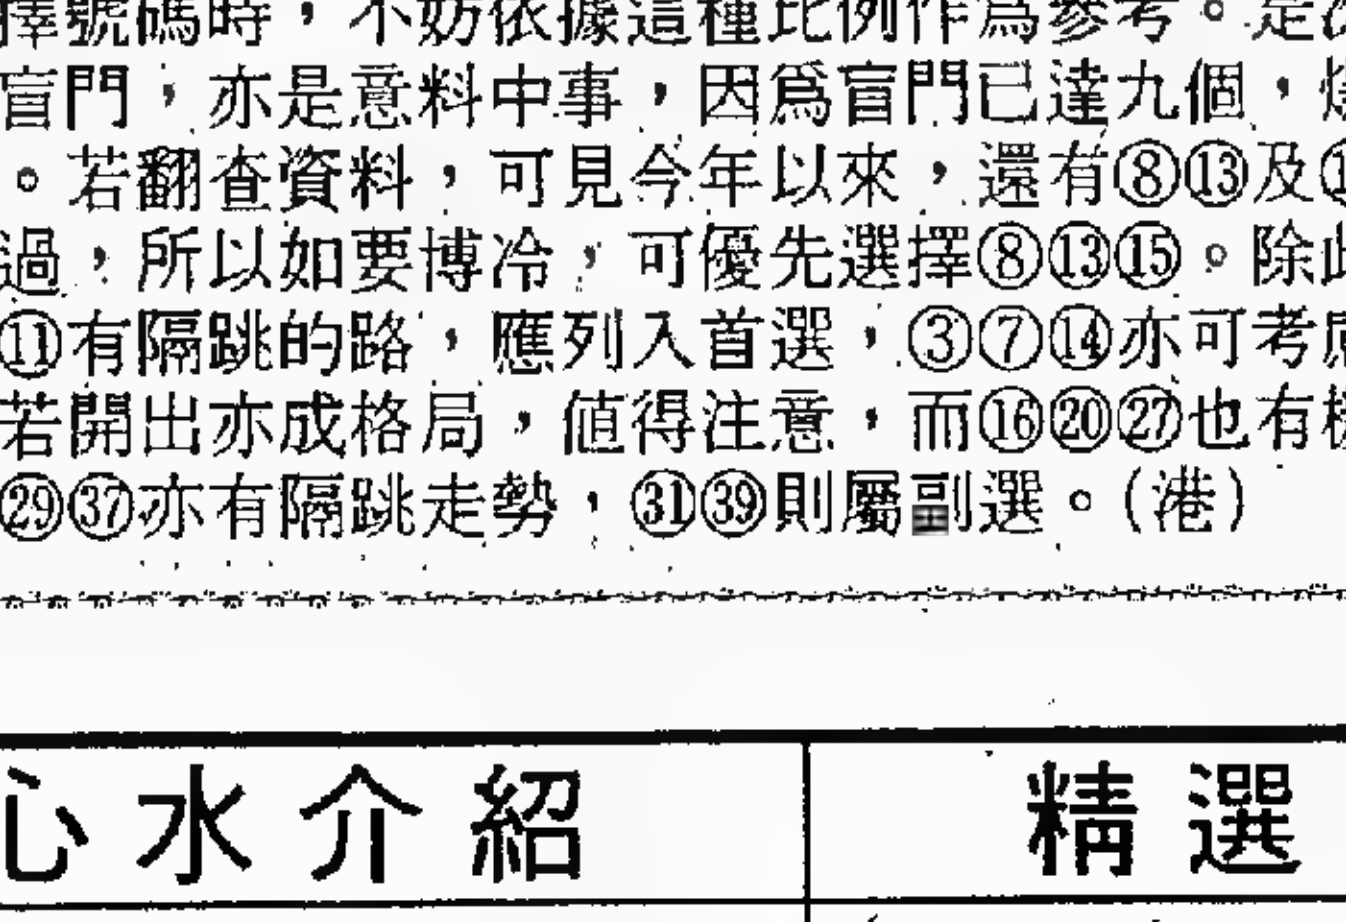 擇號碼時，不妨依據這種比例作為參考。是
盲門，亦是意料中事，因爲盲門已達九個，
。若翻查資料，可見今年以來，還有⑧⑬及
過，所以如要博冷，可優先選擇⑧⑬⑮。除此
⑪有隔跳的路，應列入首選，③⑦⑭亦可考慮
若開出亦成格局，值得注意，而⑯⑳㉗也有機
㉙㊲亦有隔跳走勢，㉛㊴則屬副選。(港)
心水介紹
精選